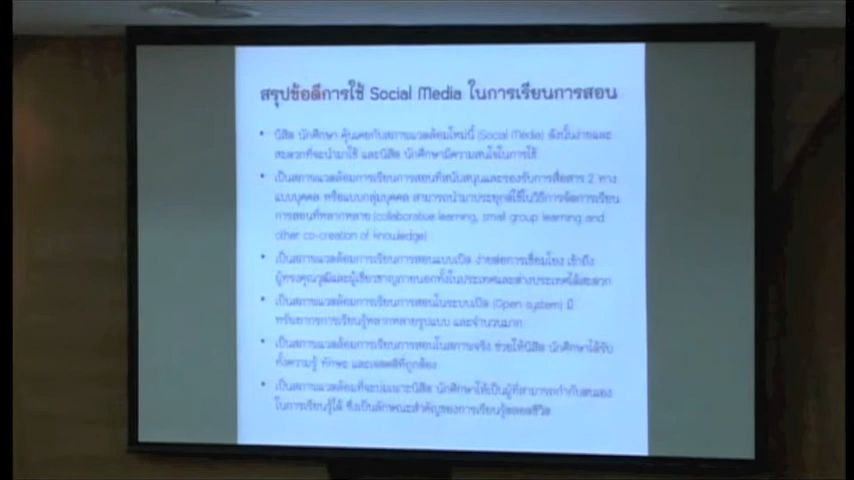 สรุปข้อดีการใช้ Social Media ในการเรียนการสอน
• นิสิต นักศึกษา คุ้นเคยกับสภาวะแวดล้อมใหม่นี้ (Social Media) ดังนั้นง่ายและ
สะดวกที่จะนำมาใช้ และนิสิต นักศึกษามีความสนใจในการใช้
• เป็นสภาวะแวดล้อมการเรียนการสอนที่สนับสนุนและรองรับการสื่อสาร 2 ทาง
แบบบุคคล หรือแบบกลุ่มบุคคล สามารถนำมาประยุกต์ใช้ในวิธีการจัดการเรียน
การสอนที่หลากหลาย (collaborative learning, small group learning and
other co-creation of knowledge)
• เป็นสภาวะแวดล้อมการเรียนการสอนแบบเปิด ง่ายต่อการเชื่อมโยง เข้าถึง
ผู้ทรงคุณวุฒิและผู้เชี่ยวชาญภายนอกทั้งในประเทศและต่างประเทศได้สะดวก
• เป็นสภาวะแวดล้อมการเรียนการสอนในระบบเปิด (Open system) มี
ทรัพยากรการเรียนรู้หลากหลายรูปแบบ และจำนวนมาก
• เป็นสภาวะแวดล้อมการเรียนการสอนในสภาพจริง ช่วยให้นิสิต นักศึกษาได้รับ
ทั้งความรู้ ทักษะ และเจตคติที่ถูกต้อง
• เป็นสภาวะแวดล้อมที่จะบ่มเพาะนิสิต นักศึกษาให้เป็นผู้ที่สามารถกำกับตนเอง
ในการเรียนรู้ได้ ซึ่งเป็นลักษณะสำคัญของการเรียนรู้ตลอดชีวิต